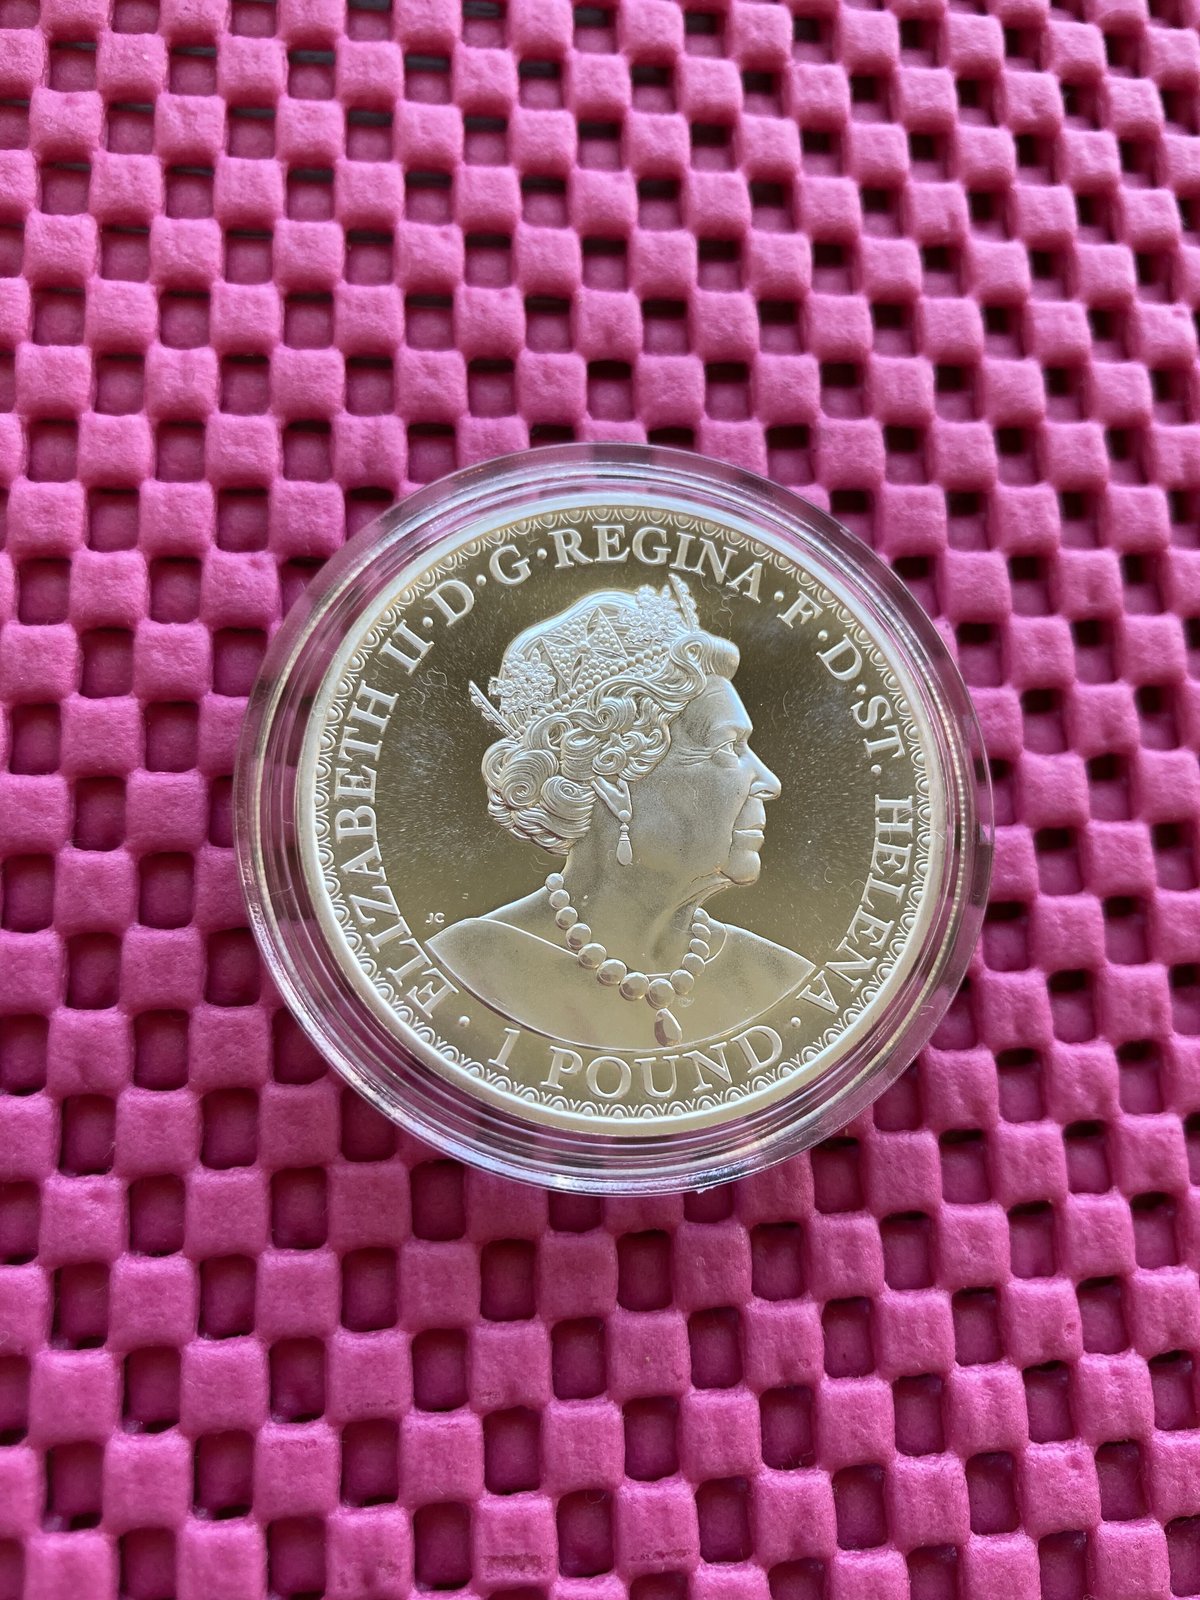 ELIZABETH II · D · G · REGINA · F · D · ST. HELENA ·
1 POUND ·
JC